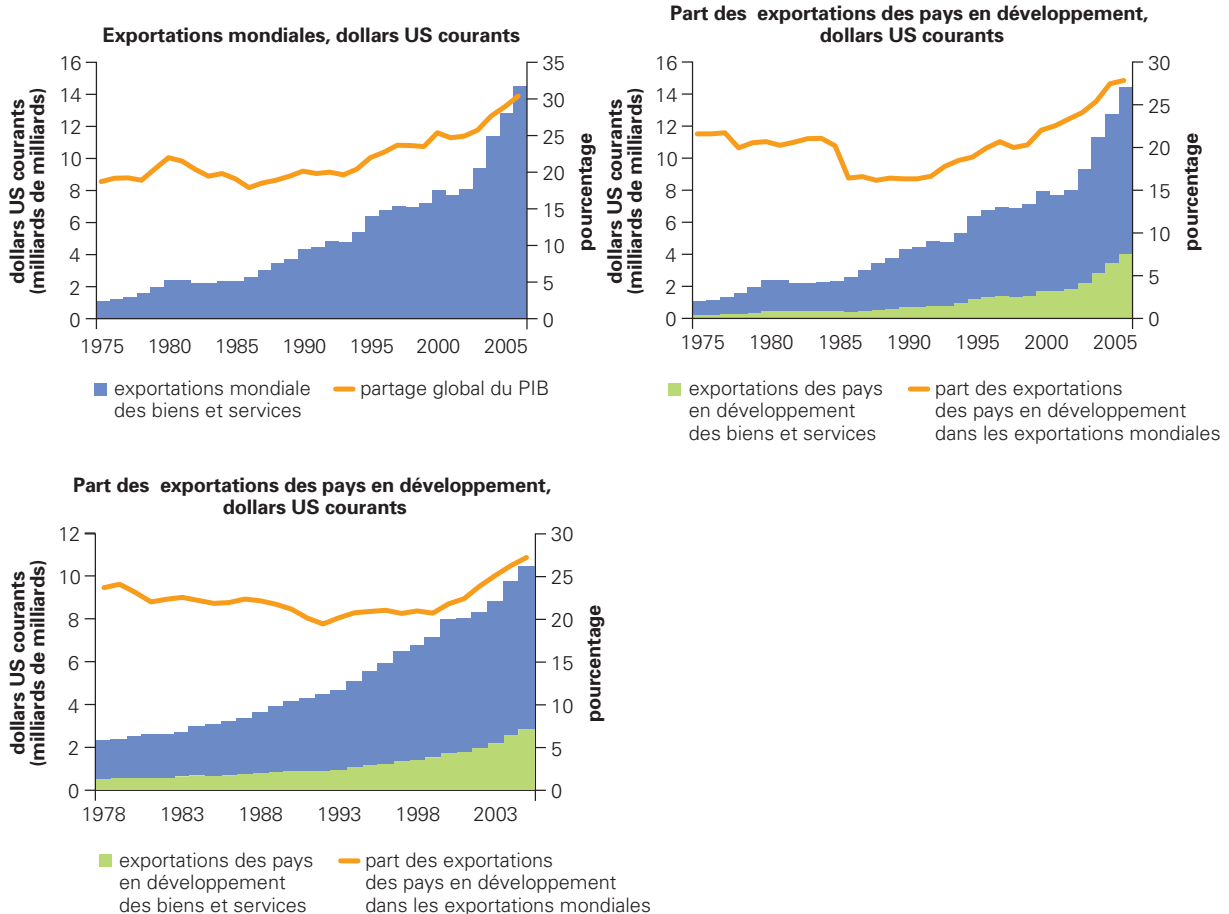 Exportations mondiales, dollars US courants
dollars US courants
(milliards de milliards)
16
14
12
10
8
6
4
2
0
35
30
25
20
15
10
5
0
pourcentage
1975 1980 1985 1990 1995 2000 2005
exportations mondiale
des biens et services
partage global du PIB
Part des exportations des pays en développement,
dollars US courants
dollars US courants
(milliards de milliards)
16
14
12
10
8
6
4
2
0
30
25
20
15
10
5
0
pourcentage
1975 1980 1985 1990 1995 2000 2005
exportations des pays
en développement
des biens et services
part des exportations
des pays en développement
dans les exportations mondiales
Part des exportations des pays en développement,
dollars US courants
dollars US courants
(milliards de milliards)
12
10
8
6
4
2
0
30
25
20
15
10
5
0
pourcentage
1978 1983 1988 1993 1998 2003
exportations des pays
en développement
des biens et services
part des exportations
des pays en développement
dans les exportations mondiales